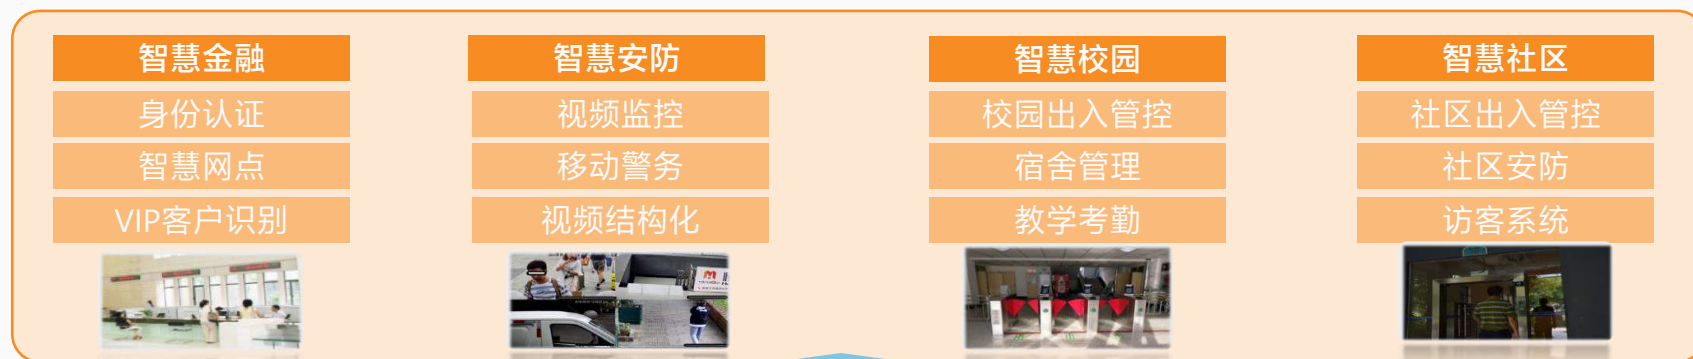 智慧金融
身份认证
智慧网点
VIP客户识别
智慧安防
视频监控
移动警务
视频结构化
智慧校园
校园出入管控
宿舍管理
教学考勤
智慧社区
社区出入管控
社区安防
访客系统